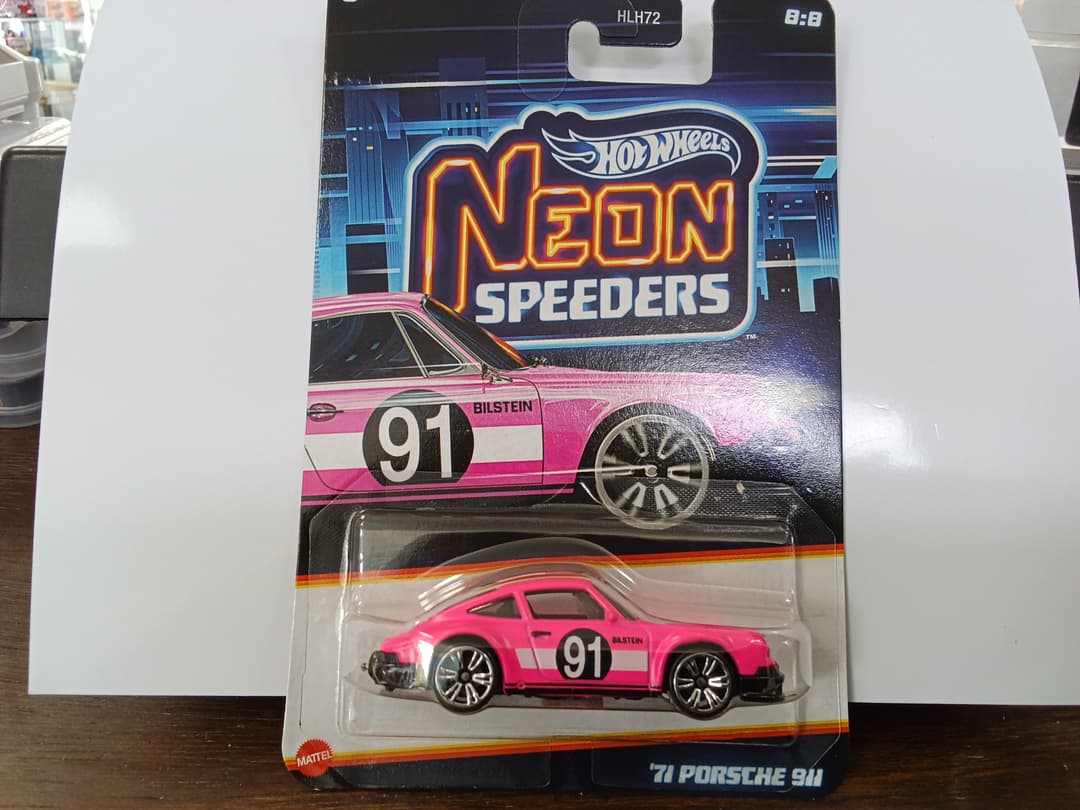 HLH72
8:8
HOT WHEELS
NEON
SPEEDERS
TM
91
BILSTEIN
91
BILSTEIN
MATTEL
'71 PORSCHE 911